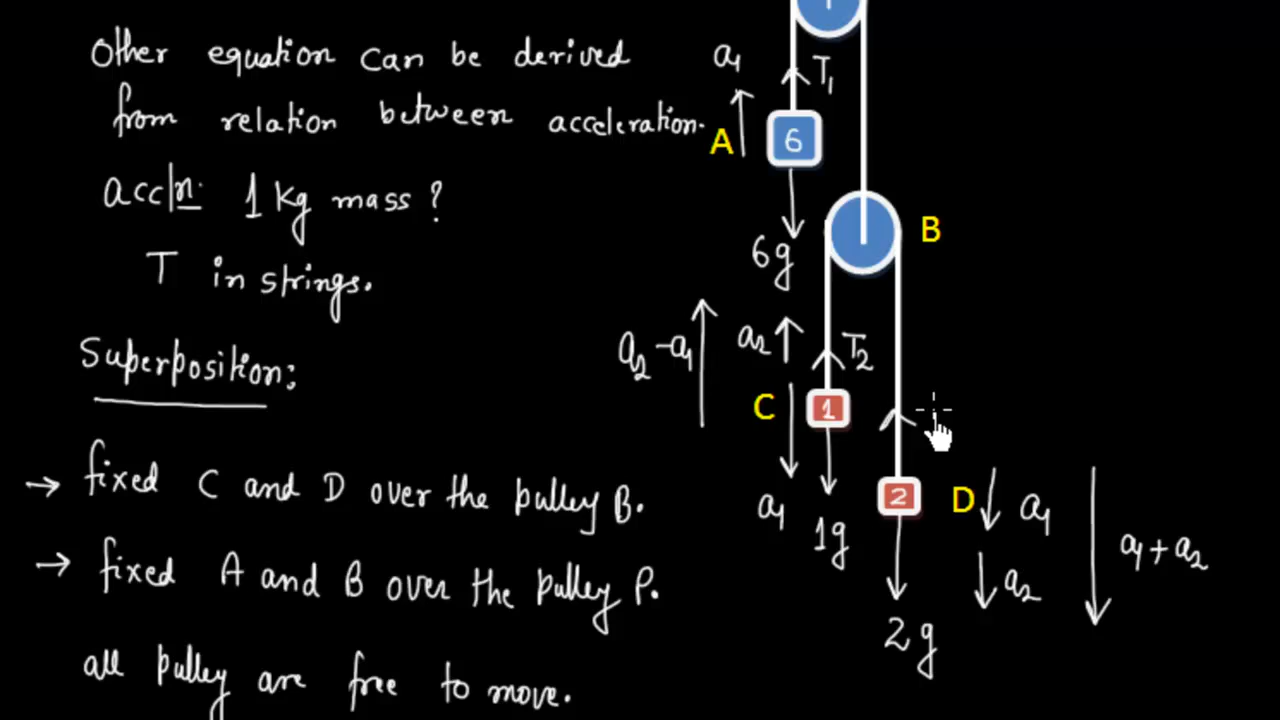 Other equation can be derived
from relation between acceleration.
accln. 1 kg mass ?
T in strings.
Superposition:
→ fixed C and D over the pulley B.
→ fixed A and B over the pulley P.
all pulley are free to move.
a₁
T₁
A
6
6g
B
a₂ - a₁
a₂
T₂
C
1
a₁
1g
2
D
a₁
a₂
a₁ + a₂
2g